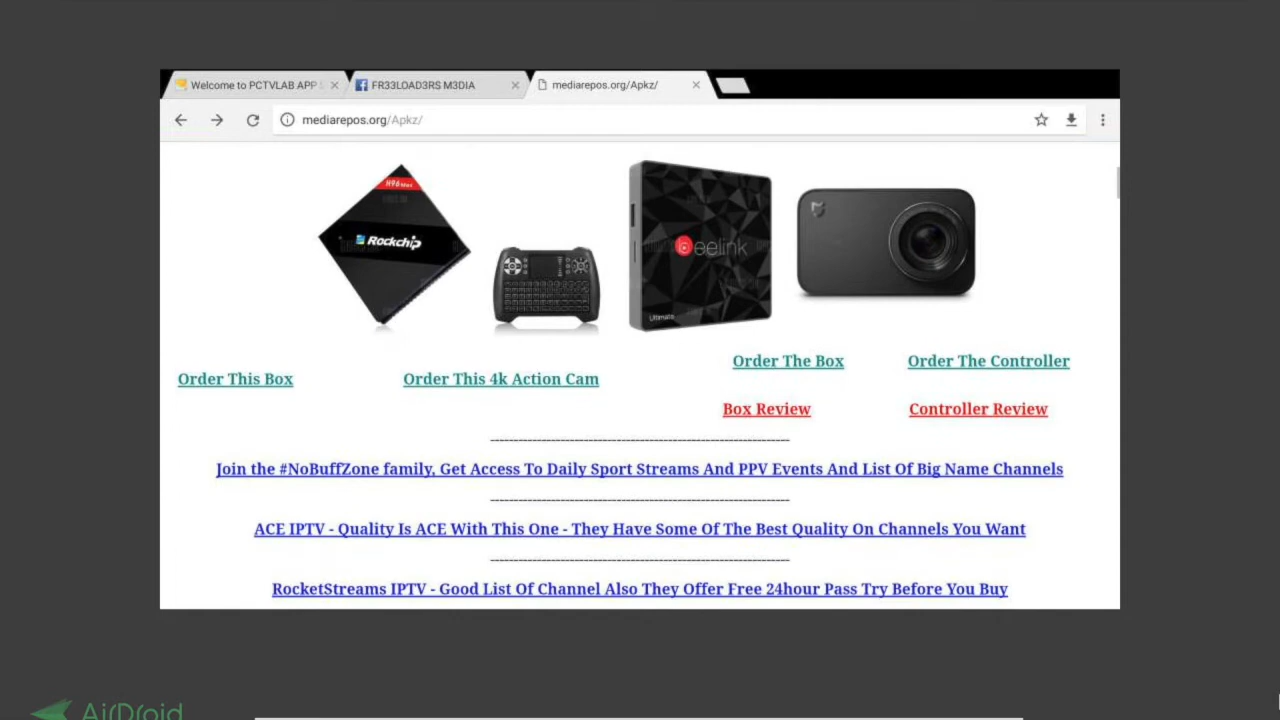 Welcome to PCTVLAB APP
FR33LOAD3RS M3DIA
mediarepos.org/Apkz/
mediarepos.org/Apkz/
H96 Max
Rockchip
beelink
Ultimate
Order This Box
Order This 4k Action Cam
Order The Box
Order The Controller
Box Review
Controller Review
Join the #NoBuffZone family, Get Access To Daily Sport Streams And PPV Events And List Of Big Name Channels
ACE IPTV - Quality Is ACE With This One - They Have Some Of The Best Quality On Channels You Want
RocketStreams IPTV - Good List Of Channel Also They Offer Free 24hour Pass Try Before You Buy
AirDroid